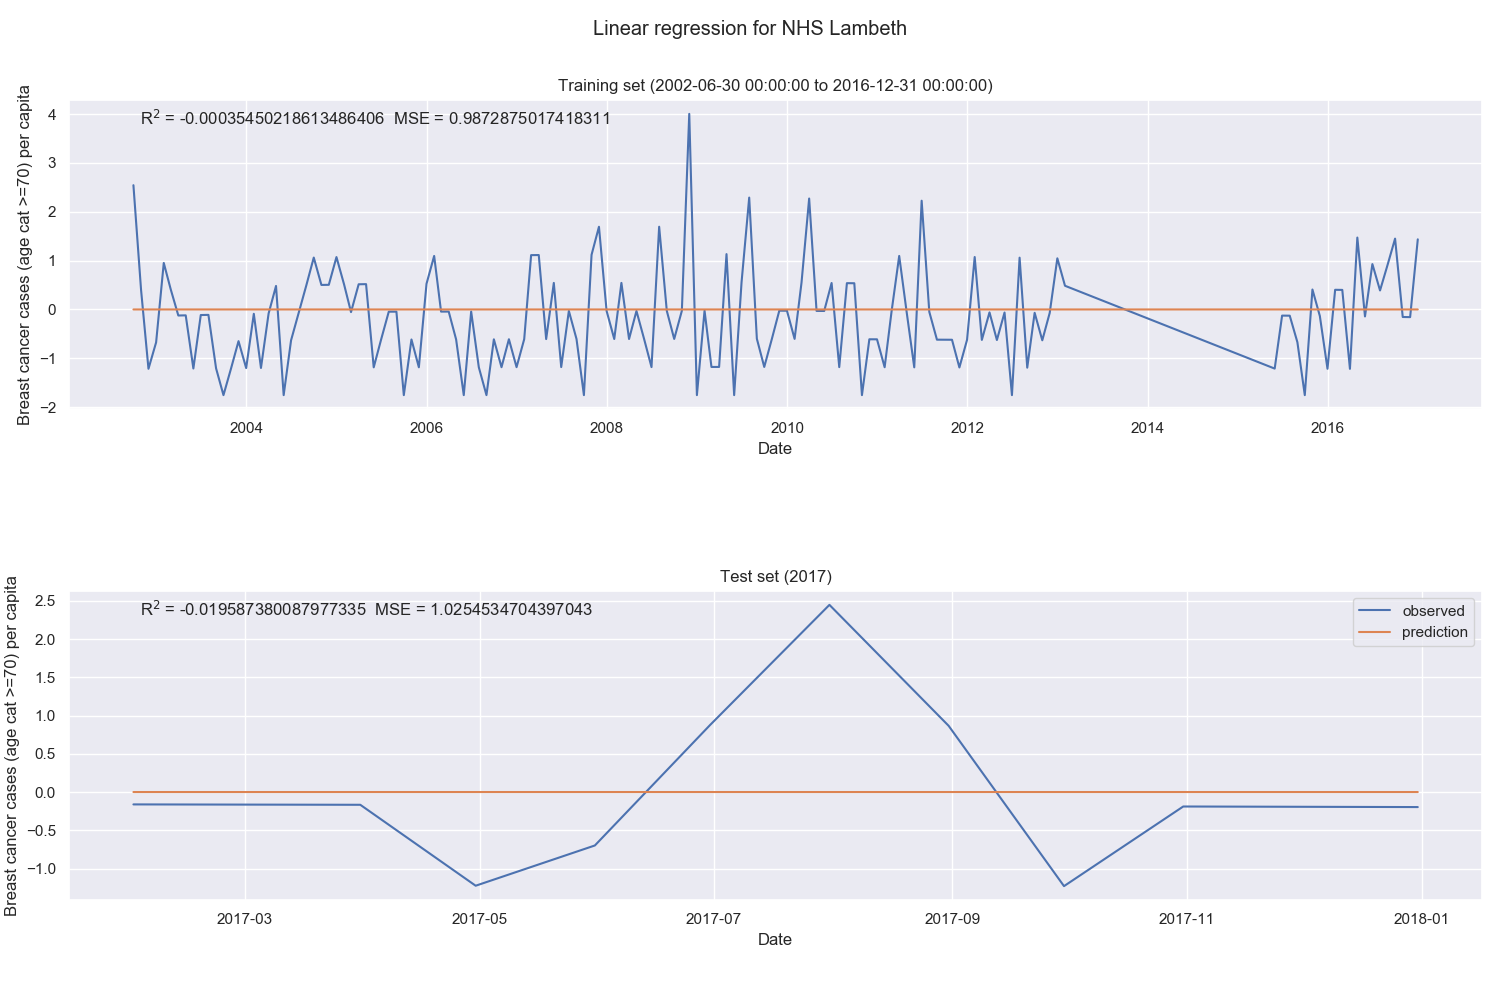 Linear regression for NHS Lambeth
Training set (2002-06-30 00:00:00 to 2016-12-31 00:00:00)
R² = -0.00035450218613486406 MSE = 0.9872875017418311
Breast cancer cases (age cat >=70) per capita
4
3
2
1
0
−1
−2
2004 2006 2008 2010 2012 2014 2016
Date
Test set (2017)
R² = -0.019587380087977335 MSE = 1.0254534704397043
observed
prediction
Breast cancer cases (age cat >=70) per capita
2.5
2.0
1.5
1.0
0.5
0.0
−0.5
−1.0
2017-03 2017-05 2017-07 2017-09 2017-11 2018-01
Date